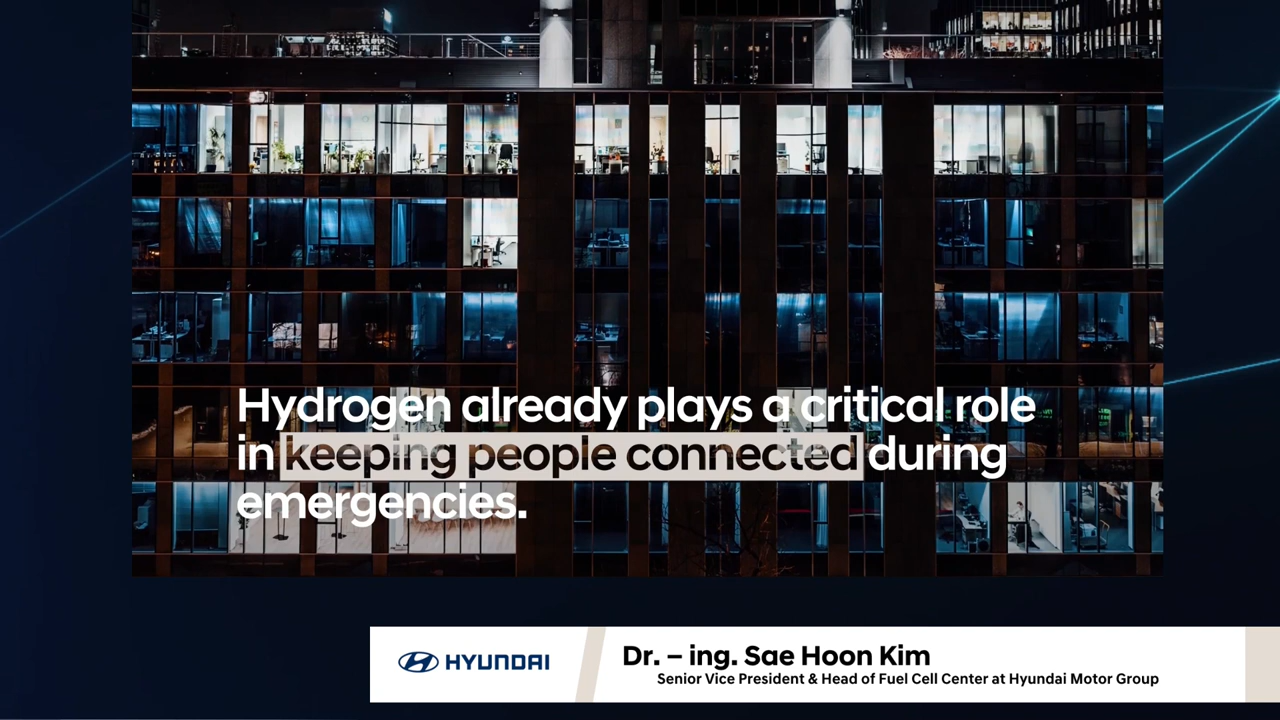 Hydrogen already plays a critical role
in keeping people connected during
emergencies.
HYUNDAI
Dr. – ing. Sae Hoon Kim
Senior Vice President & Head of Fuel Cell Center at Hyundai Motor Group